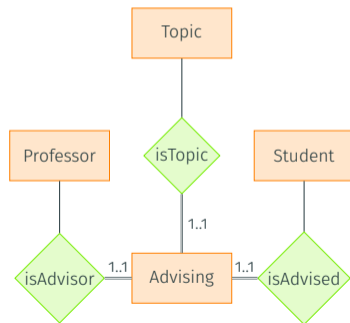 Topic
Professor
isTopic
Student
1..1
isAdvisor
1..1
Advising
1..1
isAdvised